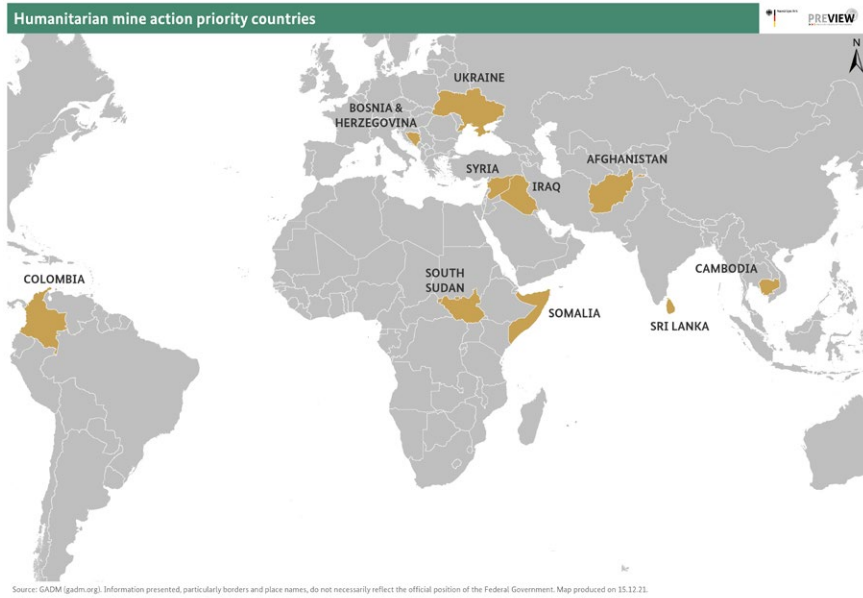 Humanitarian mine action priority countries
PREVIEW
N
UKRAINE
BOSNIA &
HERZEGOVINA
SYRIA
IRAQ
AFGHANISTAN
COLOMBIA
SOUTH
SUDAN
SOMALIA
CAMBODIA
SRI LANKA
Source: GADM (gadm.org). Information presented, particularly borders and place names, do not necessarily reflect the official position of the Federal Government. Map produced on 15.12.21.